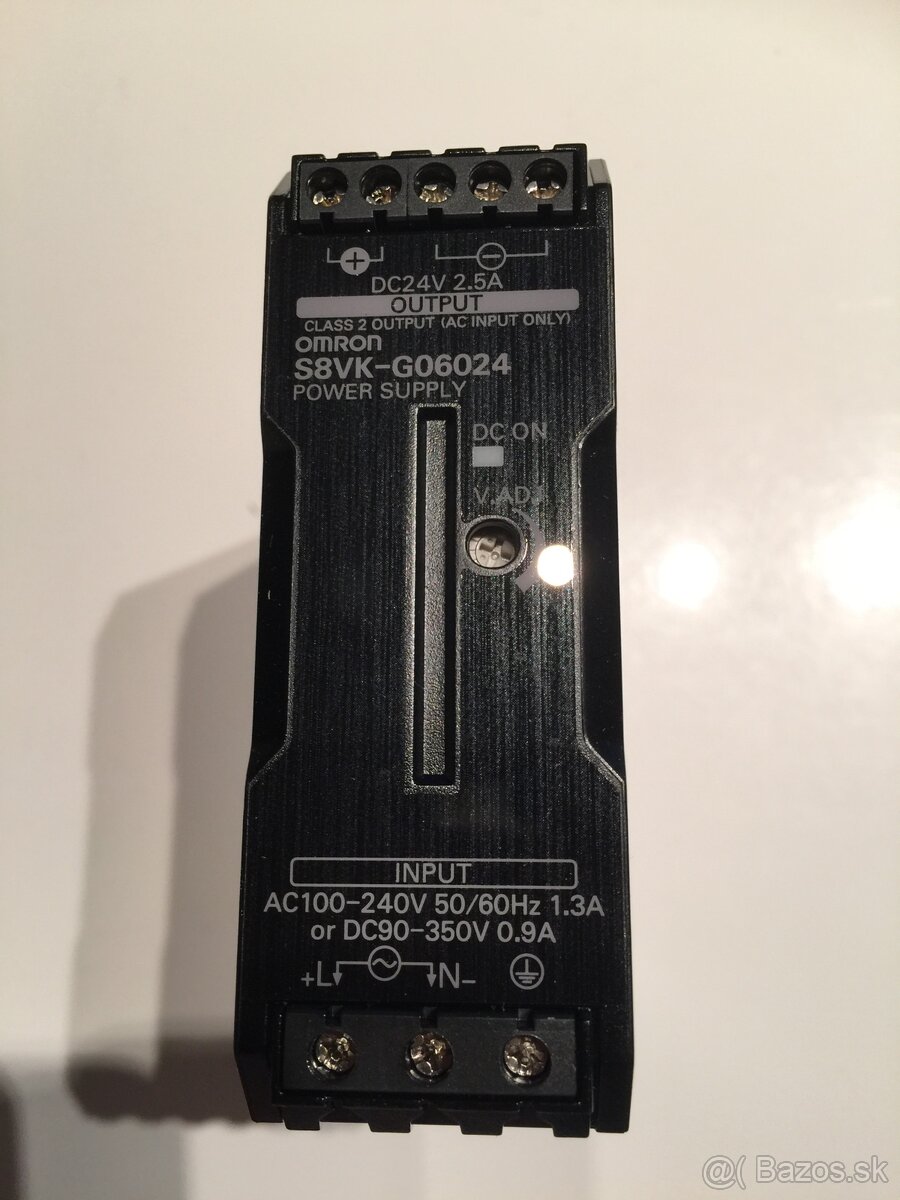 + −
DC24V 2.5A
OUTPUT
CLASS 2 OUTPUT (AC INPUT ONLY)
OMRON
S8VK-G06024
POWER SUPPLY
DC ON
V.ADJ
INPUT
AC100-240V 50/60Hz 1.3A
or DC90-350V 0.9A
+L N-
@( Bazos.sk